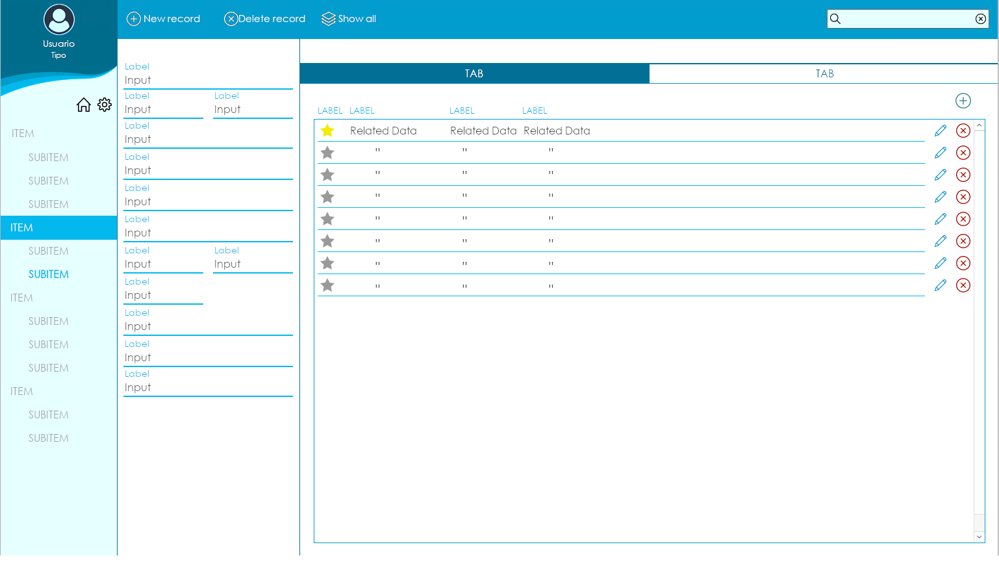 Usuario
Tipo
New record Delete record Show all
ITEM
SUBITEM
SUBITEM
SUBITEM
ITEM
SUBITEM
SUBITEM
ITEM
SUBITEM
SUBITEM
SUBITEM
ITEM
SUBITEM
SUBITEM
Label
Input
Label Label
Input Input
Label
Input
Label
Input
Label
Input
Label
Input
Label Label
Input Input
Label
Input
Label
Input
Label
Input
Label
Input
TAB TAB
LABEL LABEL LABEL LABEL
Related Data Related Data Related Data
" " "
" " "
" " "
" " "
" " "
" " "
" " "